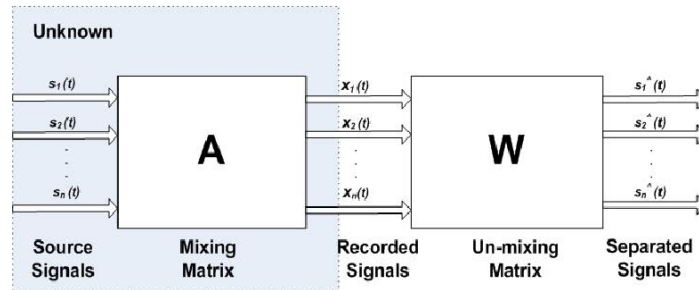 Unknown
s1(t) x1(t) s1^(t)
s2(t) x2(t) s2^(t)
A W
sn(t) xn(t) sn^(t)
Source Signals
Mixing Matrix
Recorded Signals
Un-mixing Matrix
Separated Signals